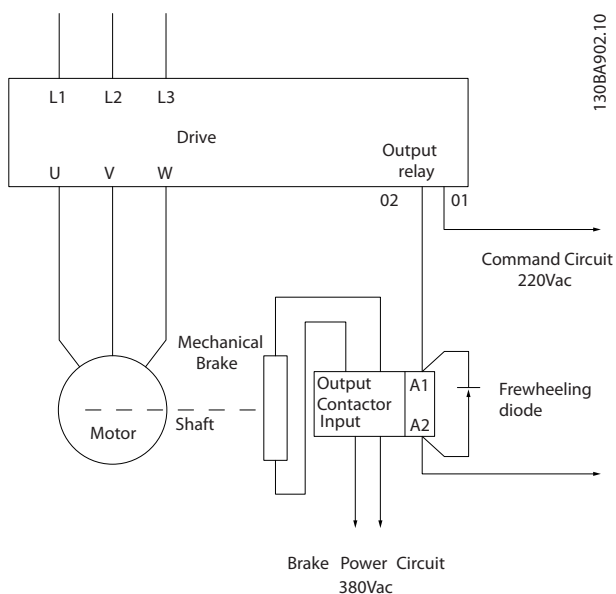 130BA902.10
L1 L2 L3
Drive
Output
relay
U V W
02 01
Command Circuit
220Vac
Mechanical
Brake
Output
Contactor
Input
A1
A2
Frewheeling
diode
Motor
Shaft
Brake Power Circuit
380Vac